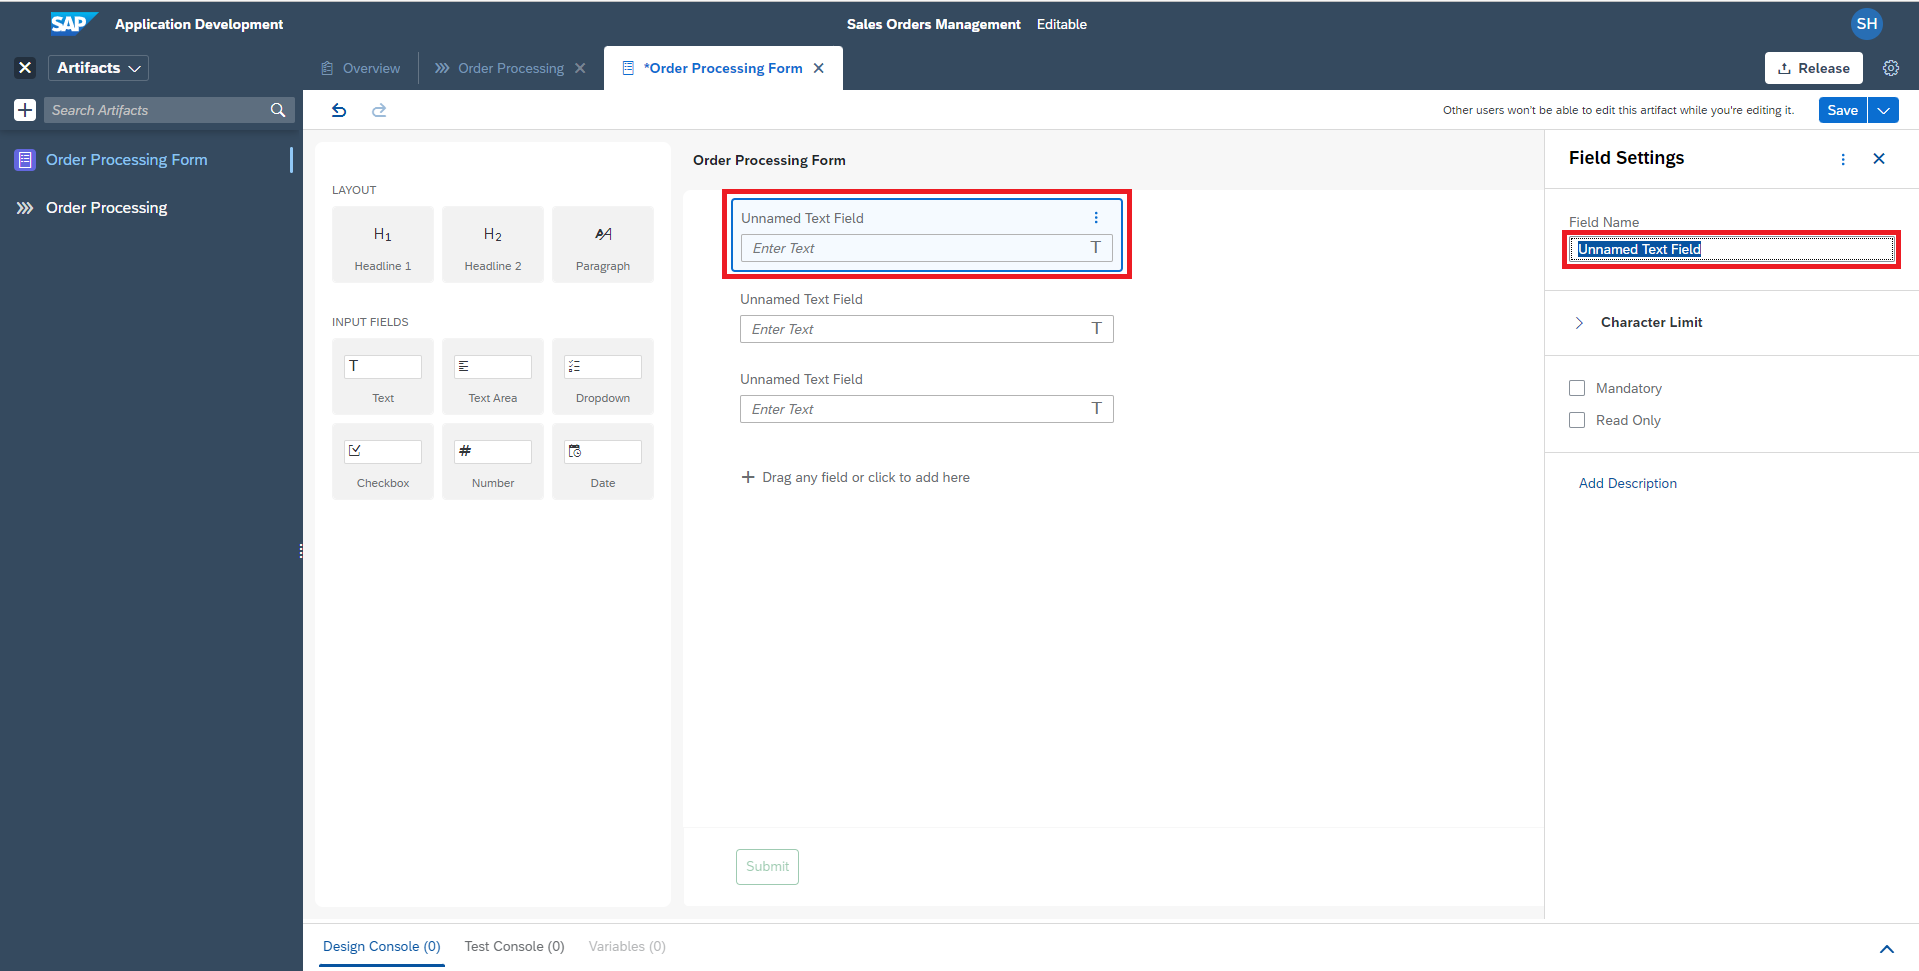 SAP Application Development
Sales Orders Management Editable
SH
Artifacts
Overview
Order Processing
*Order Processing Form
Release
Search Artifacts
Other users won't be able to edit this artifact while you're editing it.
Save
Order Processing Form
Order Processing
LAYOUT
H1
Headline 1
H2
Headline 2
AA
Paragraph
INPUT FIELDS
T
Text
Text Area
Dropdown
Checkbox
#
Number
Date
Order Processing Form
Unnamed Text Field
Enter Text T
Unnamed Text Field
Enter Text T
Unnamed Text Field
Enter Text T
+ Drag any field or click to add here
Submit
Field Settings
Field Name
Unnamed Text Field
Character Limit
Mandatory
Read Only
Add Description
Design Console (0) Test Console (0) Variables (0)